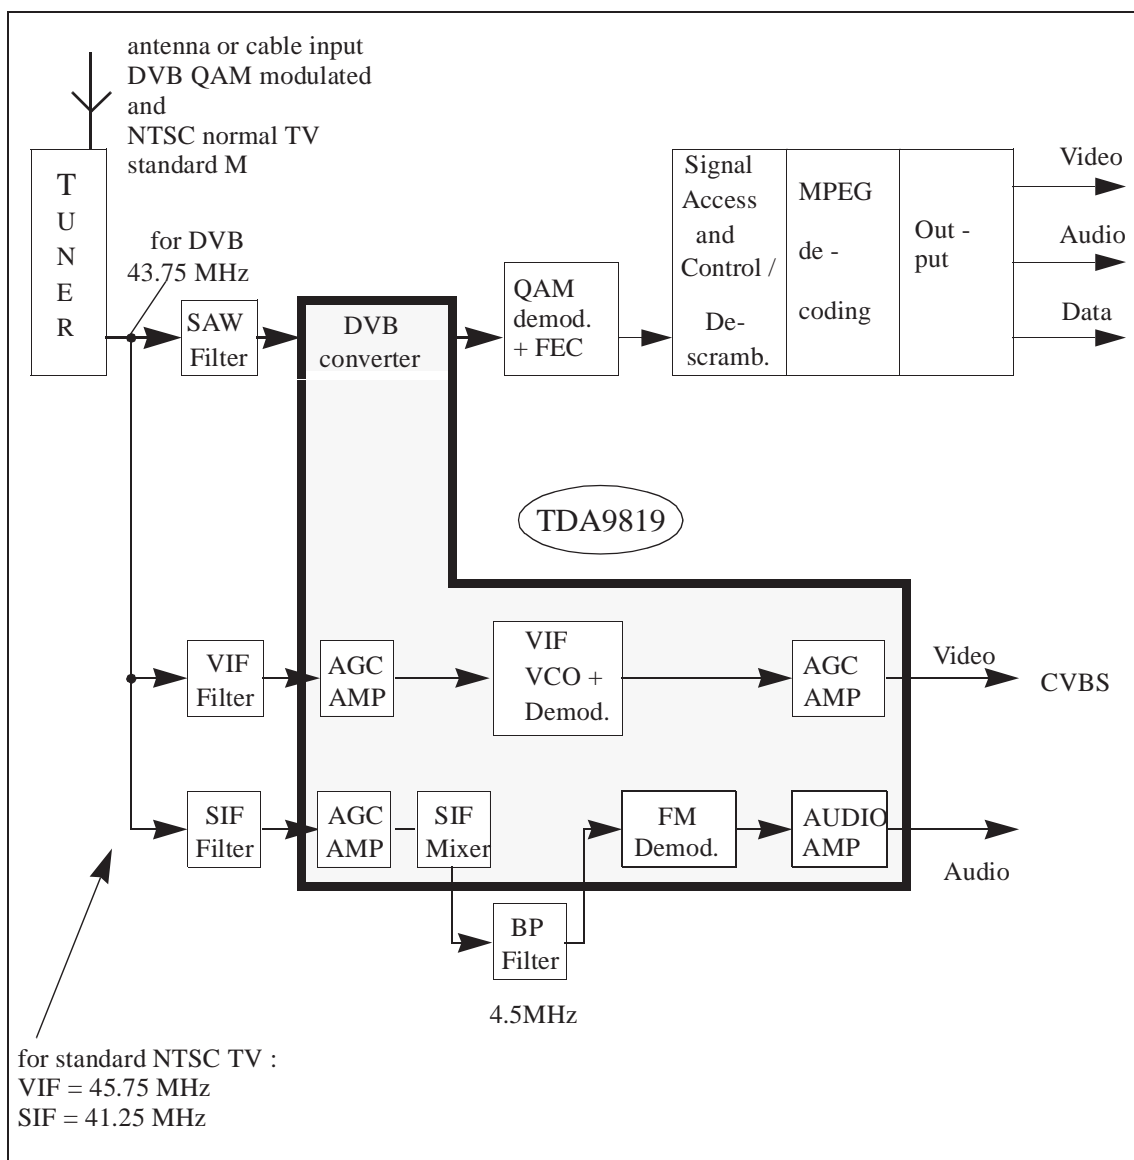 antenna or cable input
DVB QAM modulated
and
NTSC normal TV
standard M
T
U
N
E
R
for DVB
43.75 MHz
SAW
Filter
DVB
converter
QAM
demod.
+ FEC
Signal
Access
and
Control /
De-
scramb.
MPEG
de -
coding
Out -
put
Video
Audio
Data
TDA9819
VIF
Filter
AGC
AMP
VIF
VCO +
Demod.
AGC
AMP
Video
CVBS
SIF
Filter
AGC
AMP
SIF
Mixer
FM
Demod.
AUDIO
AMP
Audio
BP
Filter
4.5MHz
for standard NTSC TV :
VIF = 45.75 MHz
SIF = 41.25 MHz